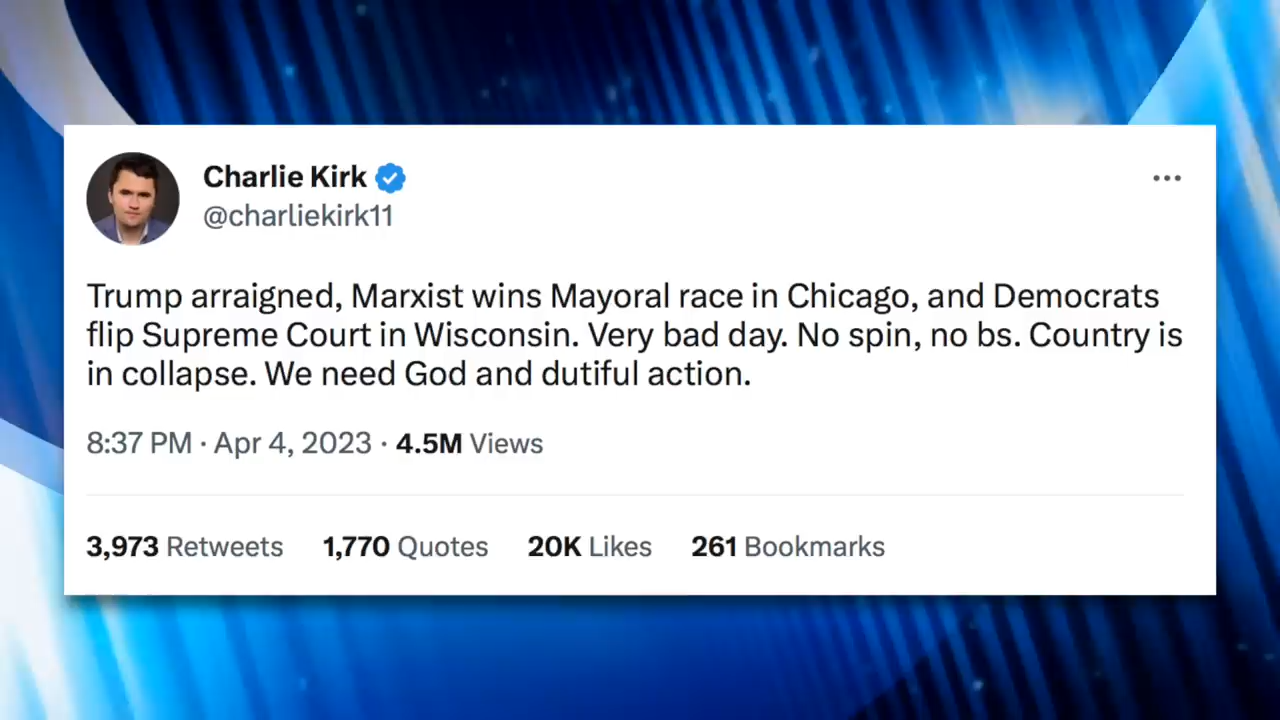 Charlie Kirk
@charliekirk11
Trump arraigned, Marxist wins Mayoral race in Chicago, and Democrats
flip Supreme Court in Wisconsin. Very bad day. No spin, no bs. Country is
in collapse. We need God and dutiful action.
8:37 PM · Apr 4, 2023 · 4.5M Views
3,973 Retweets 1,770 Quotes 20K Likes 261 Bookmarks